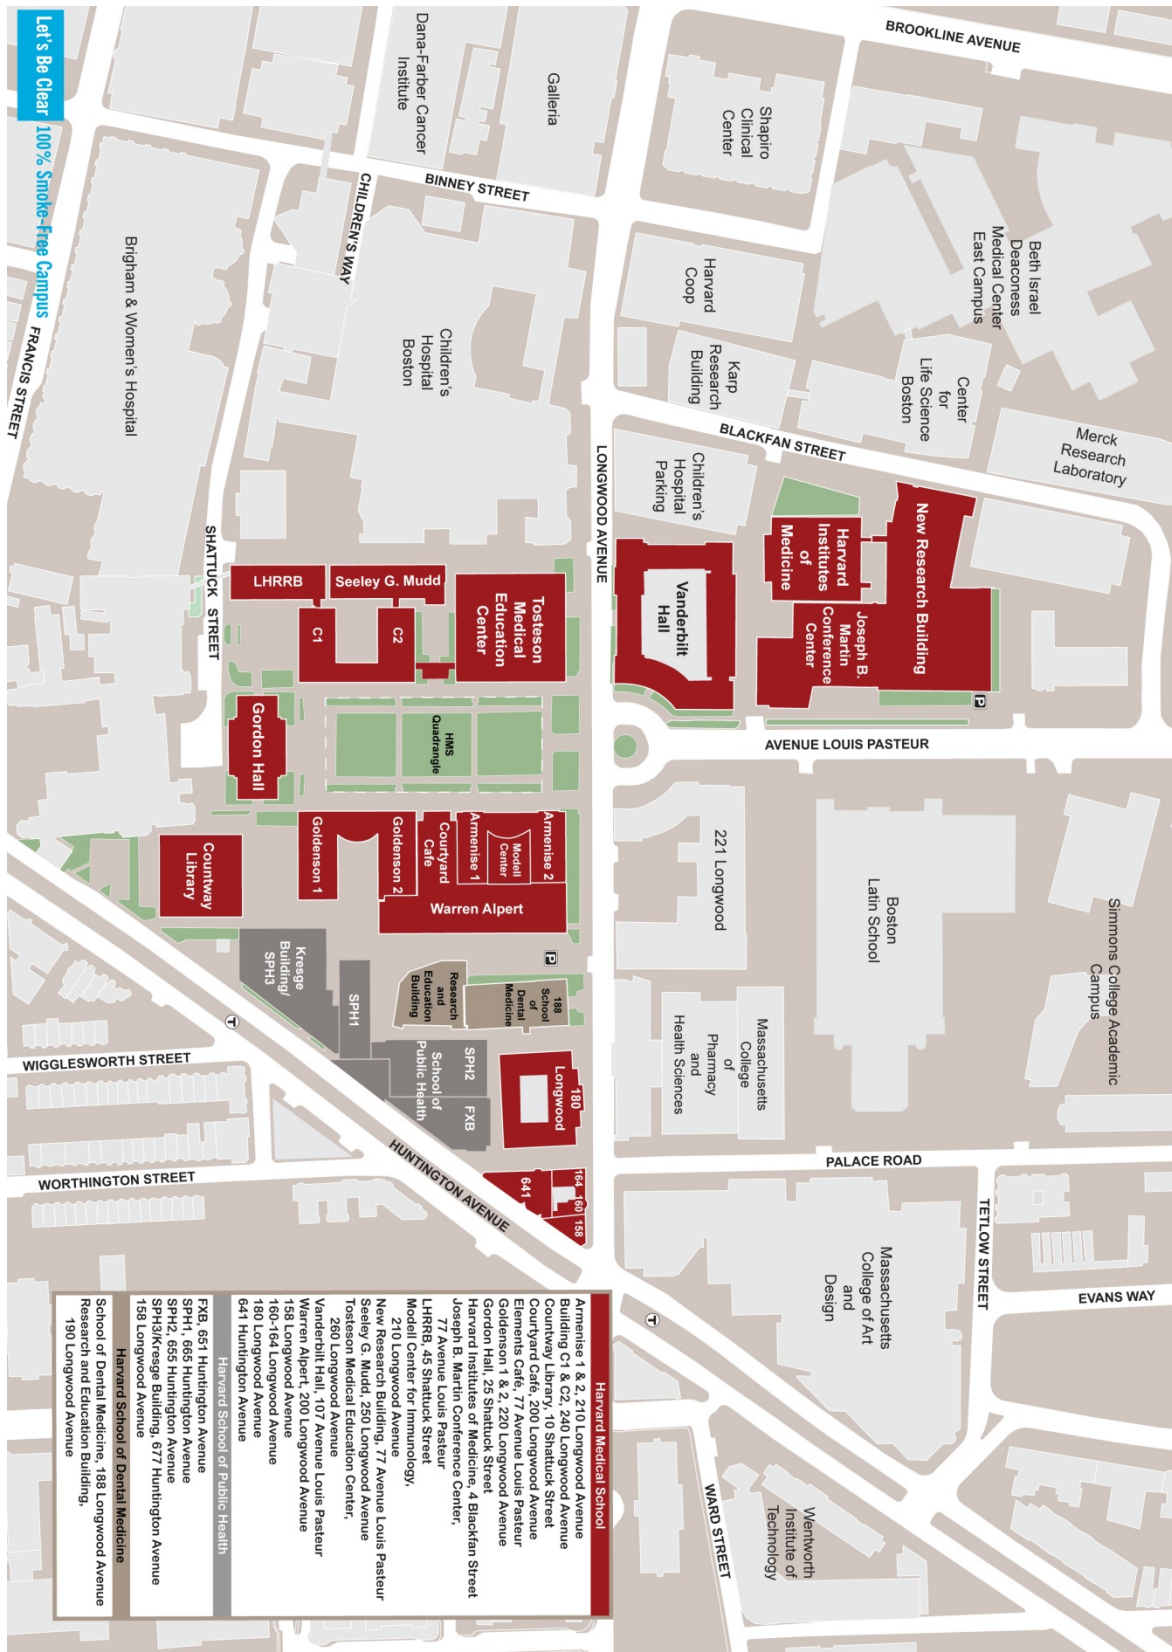 BROOKLINE AVENUE
Dana-Farber Cancer
Institute
Galleria
Shapiro
Clinical
Center
Beth Israel
Deaconess
Medical Center
East Campus
BINNEY STREET
CHILDREN'S WAY
Let's Be Clear 100% Smoke-Free Campus
FRANCIS STREET
Brigham & Women's Hospital
Children's
Hospital
Boston
Harvard
Coop
Karp
Research
Building
Center
for
Life Science
Boston
Merck
Research
Laboratory
BLACKFAN STREET
LONGWOOD AVENUE
Children's
Hospital
Parking
SHATTUCK STREET
LHRRB
Seeley G. Mudd
C1
C2
Tosteson
Medical
Education
Center
Vanderbilt
Hall
Harvard
Institutes
of
Medicine
New Research Building
Joseph B.
Martin
Conference
Center
P
AVENUE LOUIS PASTEUR
Gordon Hall
HMS
Quadrangle
Countway
Library
Goldenson 1
Goldenson 2
Courtyard
Cafe
Armenise 1
Modell
Center
Armenise 2
Warren Alpert
221 Longwood
Boston
Latin School
Simmons College Academic
Campus
Kresge
Building/
SPH3
SPH1
Research
and
Education
Building
188
School
of
Dental
Medicine
P
T
SPH2
School of
Public Health
FXB
180
Longwood
Massachusetts
College
of
Pharmacy
and
Health Sciences
WIGGLESWORTH STREET
WORTHINGTON STREET
HUNTINGTON AVENUE
641
164
160
158
PALACE ROAD
TETLOW STREET
EVANS WAY
Massachusetts
College of Art
and
Design
T
WARD STREET
Wentworth
Institute of
Technology
Harvard Medical School
Armenise 1 & 2, 210 Longwood Avenue
Building C1 & C2, 240 Longwood Avenue
Countway Library, 10 Shattuck Street
Courtyard Café, 200 Longwood Avenue
Elements Café, 77 Avenue Louis Pasteur
Goldenson 1 & 2, 220 Longwood Avenue
Gordon Hall, 25 Shattuck Street
Harvard Institutes of Medicine, 4 Blackfan Street
Joseph B. Martin Conference Center,
77 Avenue Louis Pasteur
LHRRB, 45 Shattuck Street
Modell Center for Immunology,
210 Longwood Avenue
New Research Building, 77 Avenue Louis Pasteur
Seeley G. Mudd, 250 Longwood Avenue
Tosteson Medical Education Center,
260 Longwood Avenue
Vanderbilt Hall, 107 Avenue Louis Pasteur
Warren Alpert, 200 Longwood Avenue
158 Longwood Avenue
160-164 Longwood Avenue
180 Longwood Avenue
641 Huntington Avenue
Harvard School of Public Health
FXB, 651 Huntington Avenue
SPH1, 665 Huntington Avenue
SPH2, 655 Huntington Avenue
SPH3/Kresge Building, 677 Huntington Avenue
158 Longwood Avenue
Harvard School of Dental Medicine
School of Dental Medicine, 188 Longwood Avenue
Research and Education Building,
190 Longwood Avenue